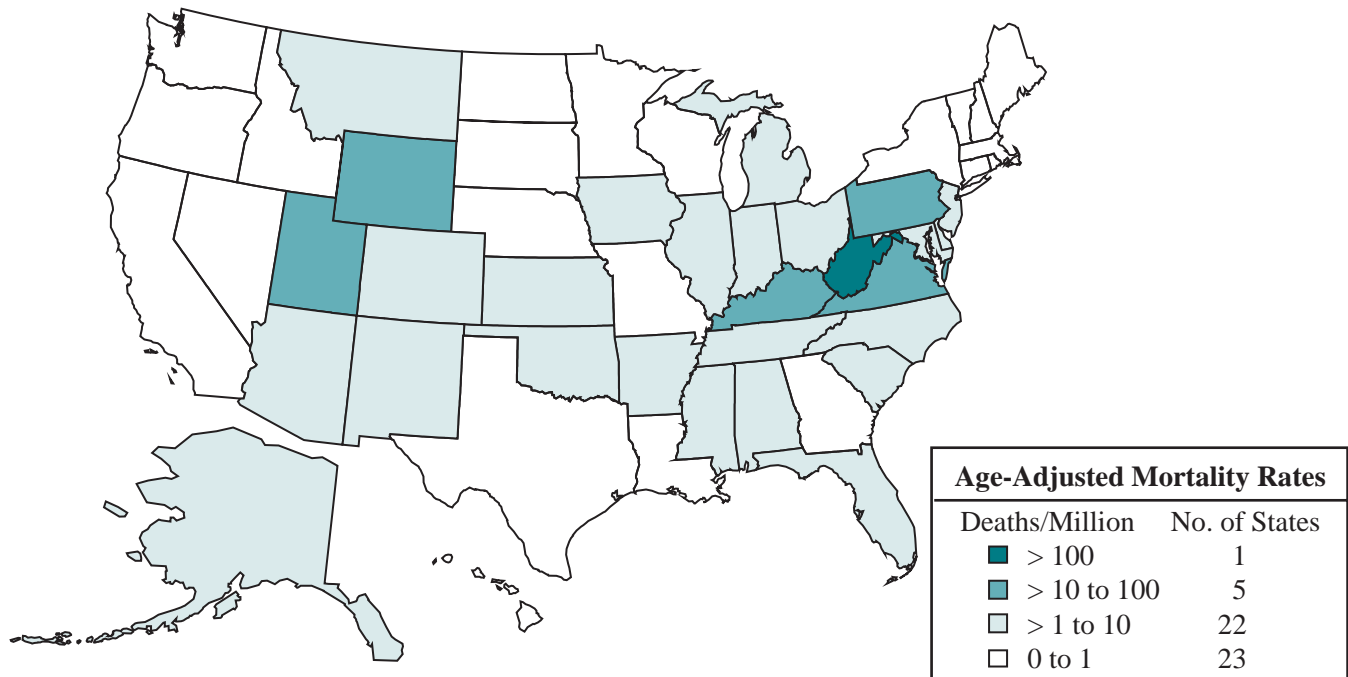 Age-Adjusted Mortality Rates
Deaths/Million No. of States
> 100 1
> 10 to 100 5
> 1 to 10 22
0 to 1 23